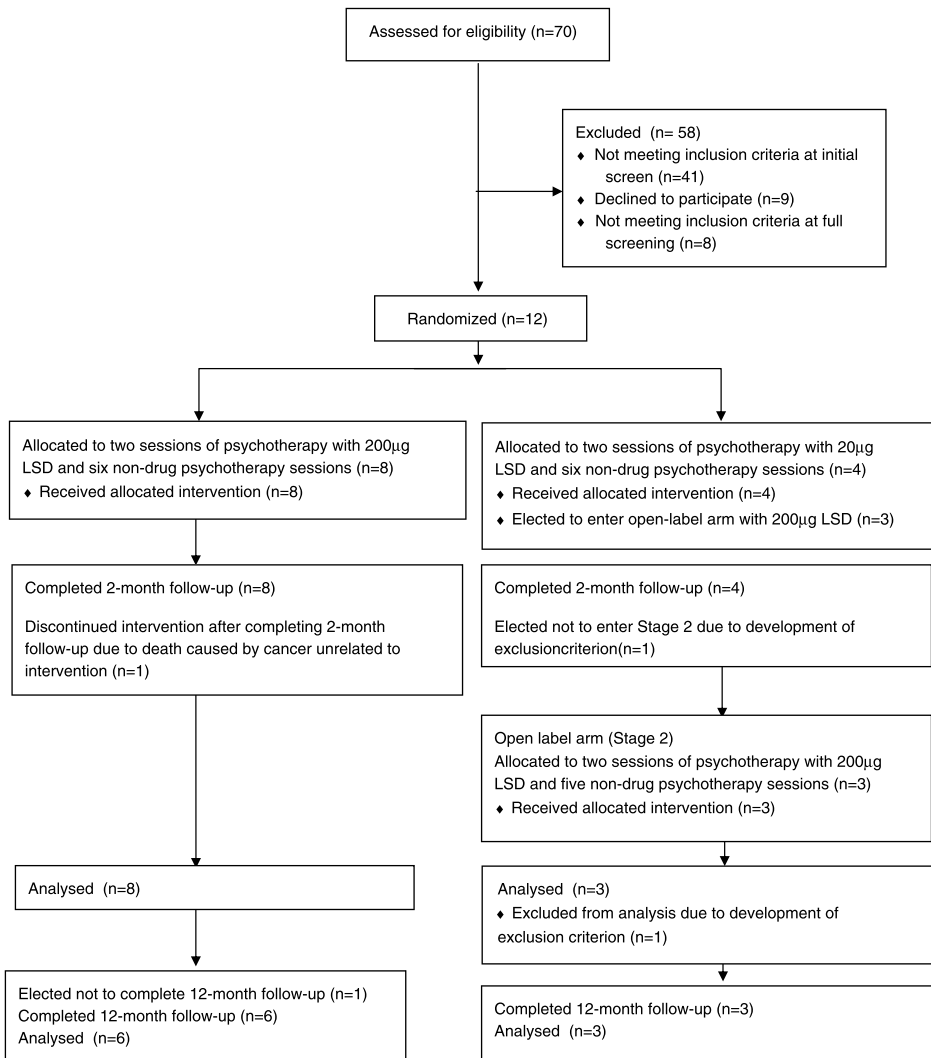 Assessed for eligibility (n=70)
Excluded (n= 58)
♦ Not meeting inclusion criteria at initial
screen (n=41)
♦ Declined to participate (n=9)
♦ Not meeting inclusion criteria at full
screening (n=8)
Randomized (n=12)
Allocated to two sessions of psychotherapy with 200μg
LSD and six non-drug psychotherapy sessions (n=8)
♦ Received allocated intervention (n=8)
Allocated to two sessions of psychotherapy with 20μg
LSD and six non-drug psychotherapy sessions (n=4)
♦ Received allocated intervention (n=4)
♦ Elected to enter open-label arm with 200μg LSD (n=3)
Completed 2-month follow-up (n=8)
Discontinued intervention after completing 2-month
follow-up due to death caused by cancer unrelated to
intervention (n=1)
Completed 2-month follow-up (n=4)
Elected not to enter Stage 2 due to development of
exclusioncriterion(n=1)
Open label arm (Stage 2)
Allocated to two sessions of psychotherapy with 200μg
LSD and five non-drug psychotherapy sessions (n=3)
♦ Received allocated intervention (n=3)
Analysed (n=8)
Analysed (n=3)
♦ Excluded from analysis due to development of
exclusion criterion (n=1)
Elected not to complete 12-month follow-up (n=1)
Completed 12-month follow-up (n=6)
Analysed (n=6)
Completed 12-month follow-up (n=3)
Analysed (n=3)